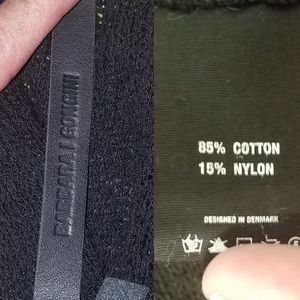 BARBARA I GONGINI
85% COTTON
15% NYLON
DESIGNED IN DENMARK